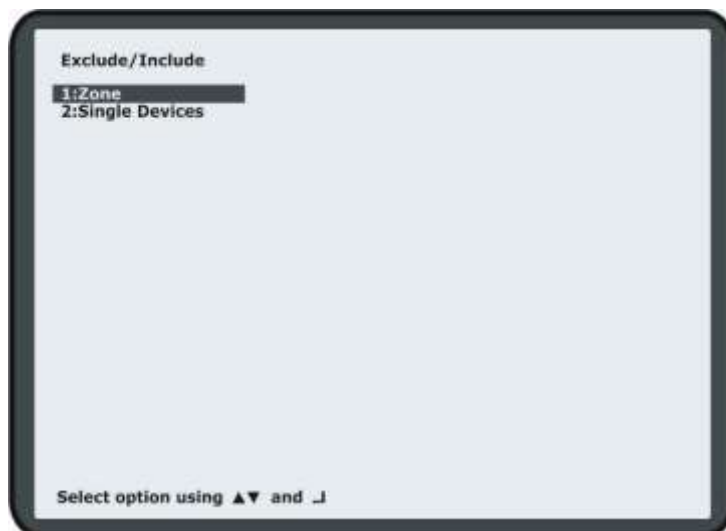 Exclude/Include
1:Zone
2:Single Devices
Select option using ▲▼ and ↵